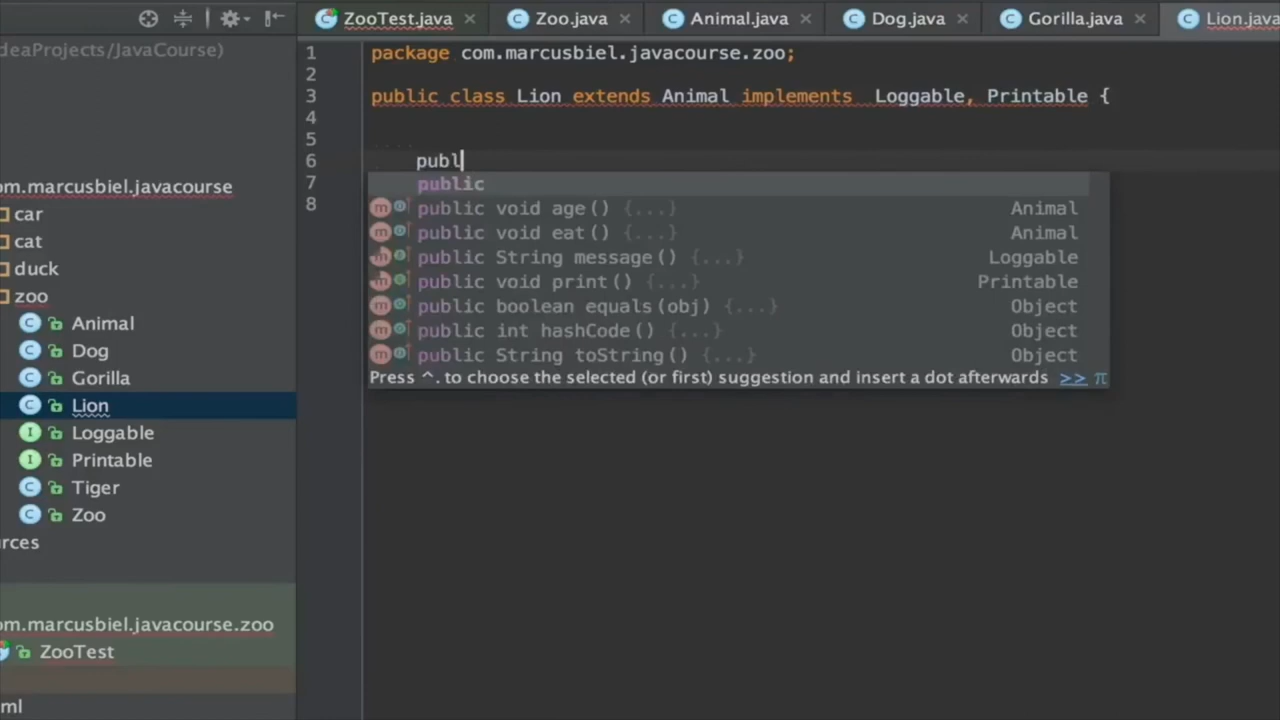 ZooTest.java × Zoo.java × Animal.java × Dog.java × Gorilla.java × Lion.java
deaProjects/JavaCourse)
om.marcusbiel.javacourse
car
cat
duck
zoo
Animal
Dog
Gorilla
Lion
Loggable
Printable
Tiger
Zoo
rces
om.marcusbiel.javacourse.zoo
ZooTest
ml
1 package com.marcusbiel.javacourse.zoo;
2
3 public class Lion extends Animal implements  Loggable, Printable {
4
5
6 publ
7
8
public
public void age() {...} Animal
public void eat() {...} Animal
public String message() {...} Loggable
public void print() {...} Printable
public boolean equals(obj) {...} Object
public int hashCode() {...} Object
public String toString() {...} Object
Press ^. to choose the selected (or first) suggestion and insert a dot afterwards >> π